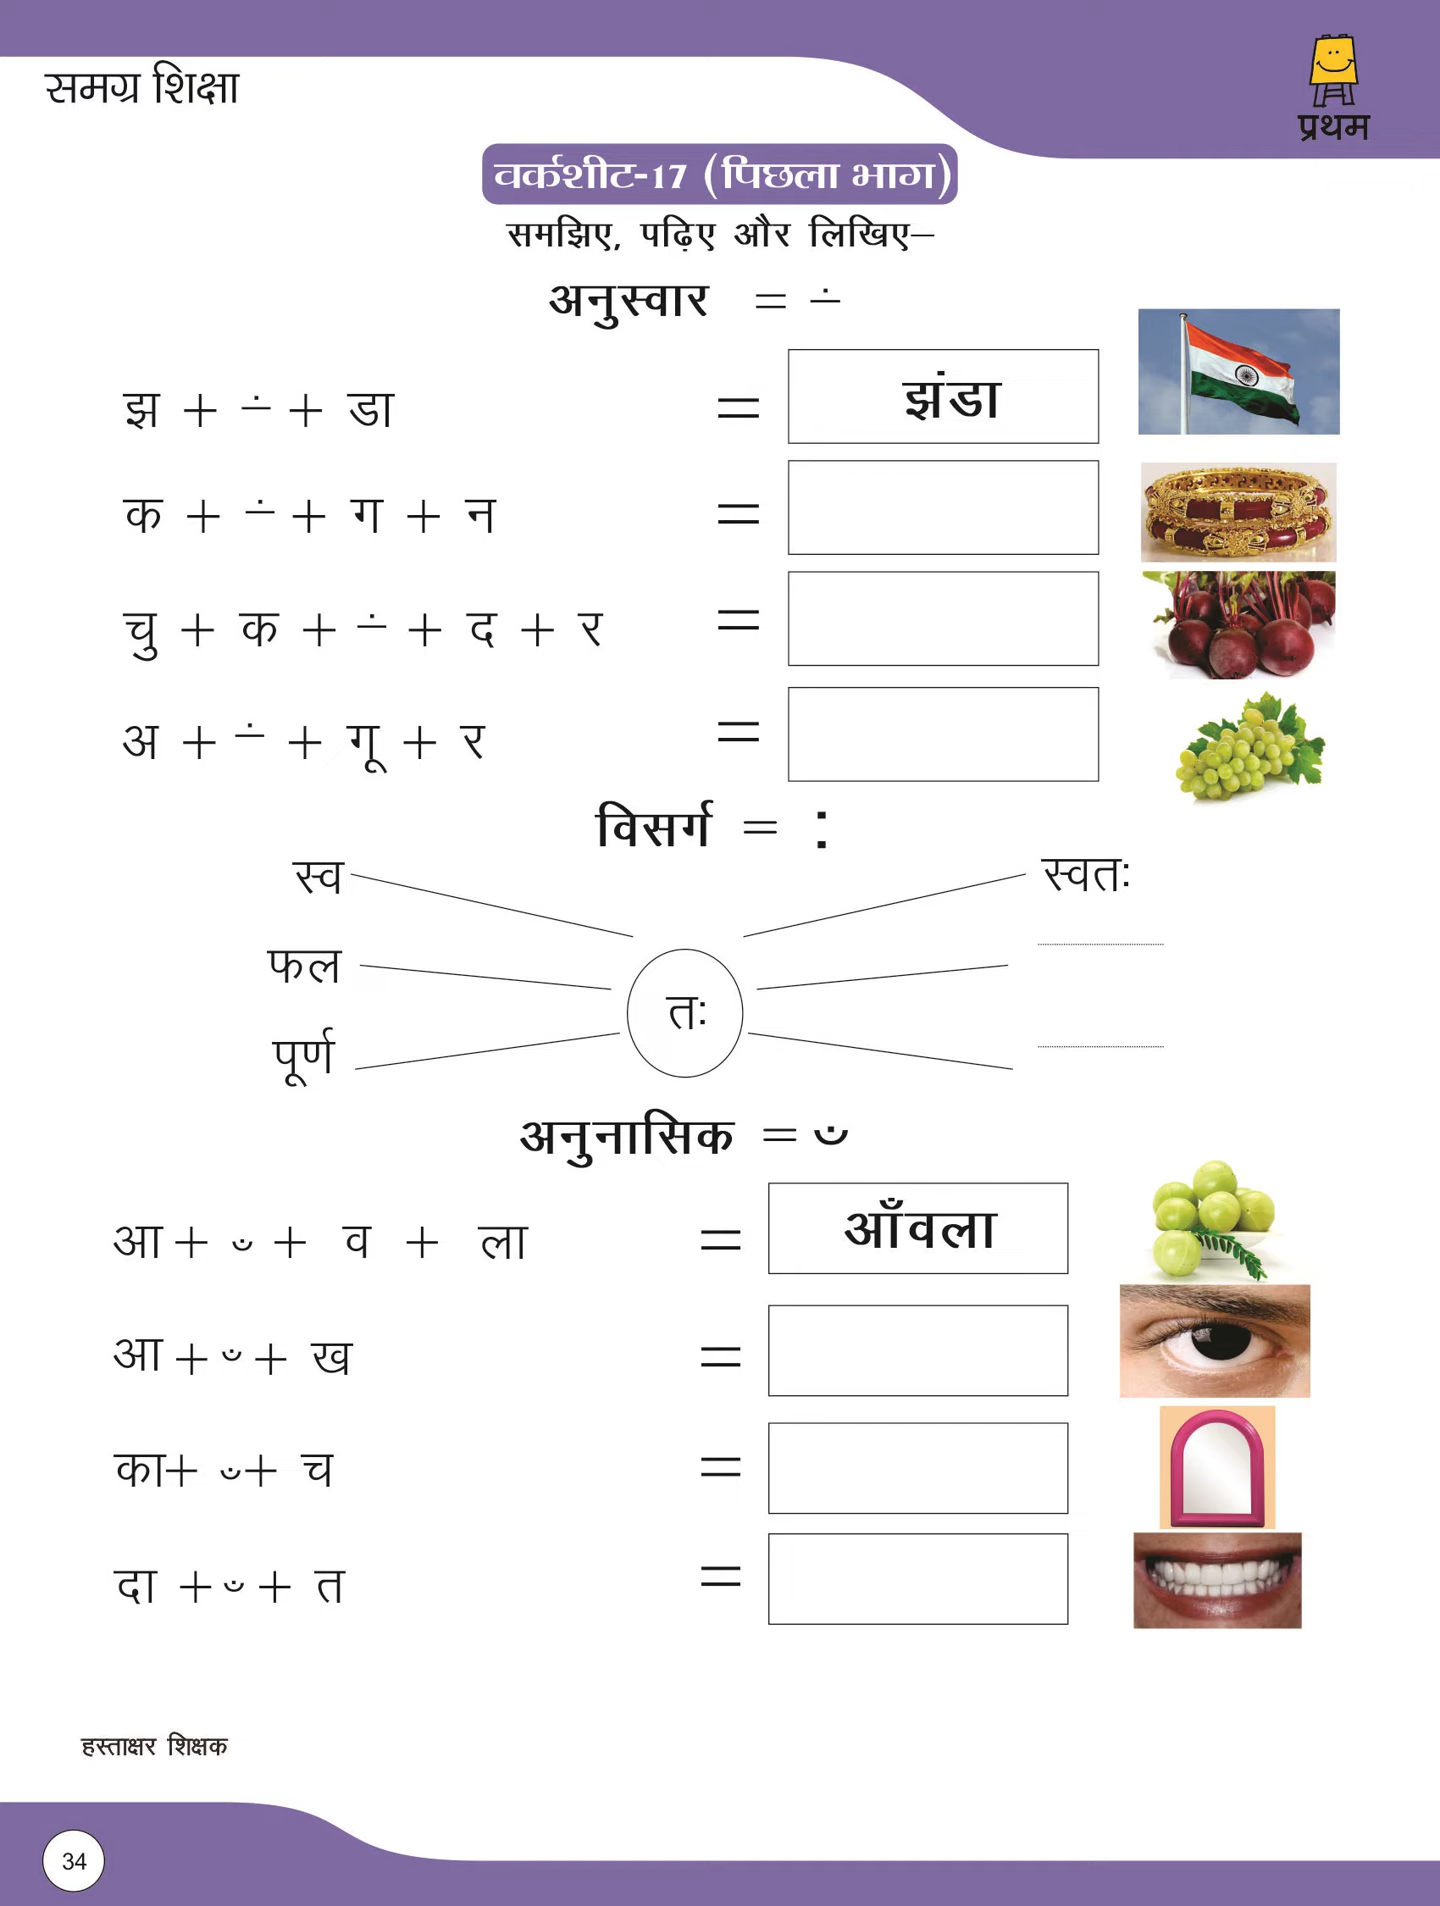 समग्र शिक्षा
प्रथम
वर्कशीट-17 (पिछला भाग)
समझिए, पढ़िए और लिखिए–
अनुस्वार = ∸
झ + ∸ + डा = झंडा
क + ∸ + ग + न =
चु + क + ∸ + द + र =
अ + ∸ + गू + र =
विसर्ग = :
स्व स्वतः
फल
तः
पूर्ण
अनुनासिक = ँ
आ + ँ + व + ला = आँवला
आ + ँ + ख =
का + ँ + च =
दा + ँ + त =
हस्ताक्षर शिक्षक
34